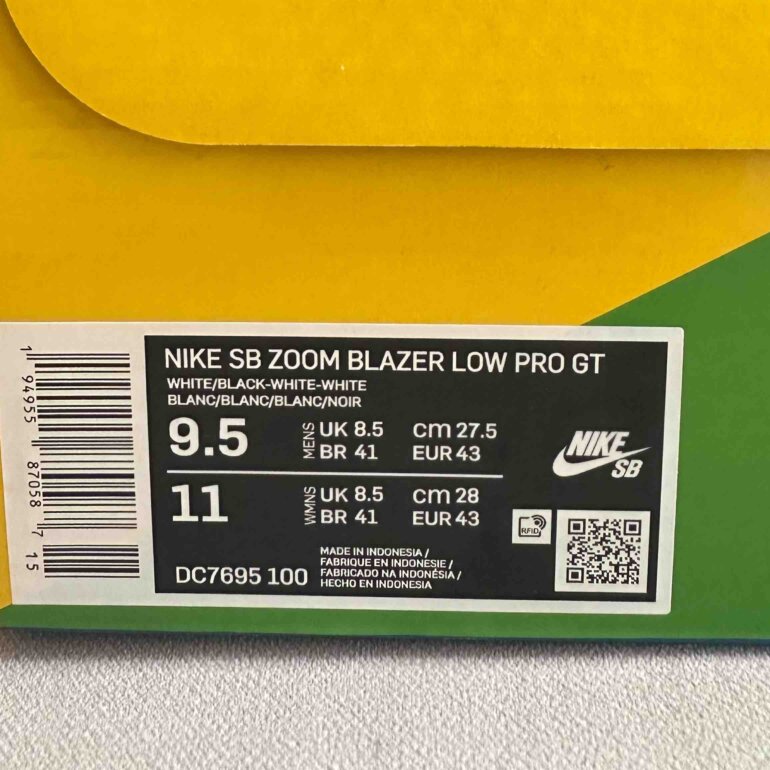 NIKE SB ZOOM BLAZER LOW PRO GT
WHITE/BLACK-WHITE-WHITE
BLANC/BLANC/BLANC/NOIR
9.5 MENS UK 8.5 cm 27.5
BR 41 EUR 43
11 WMNS UK 8.5 cm 28
BR 41 EUR 43
NIKE
SB
RFID
DC7695 100
MADE IN INDONESIA /
FABRIQUE EN INDONESIE /
FABRICADO NA INDONÉSIA /
HECHO EN INDONESIA
1 94955 87058 7 15